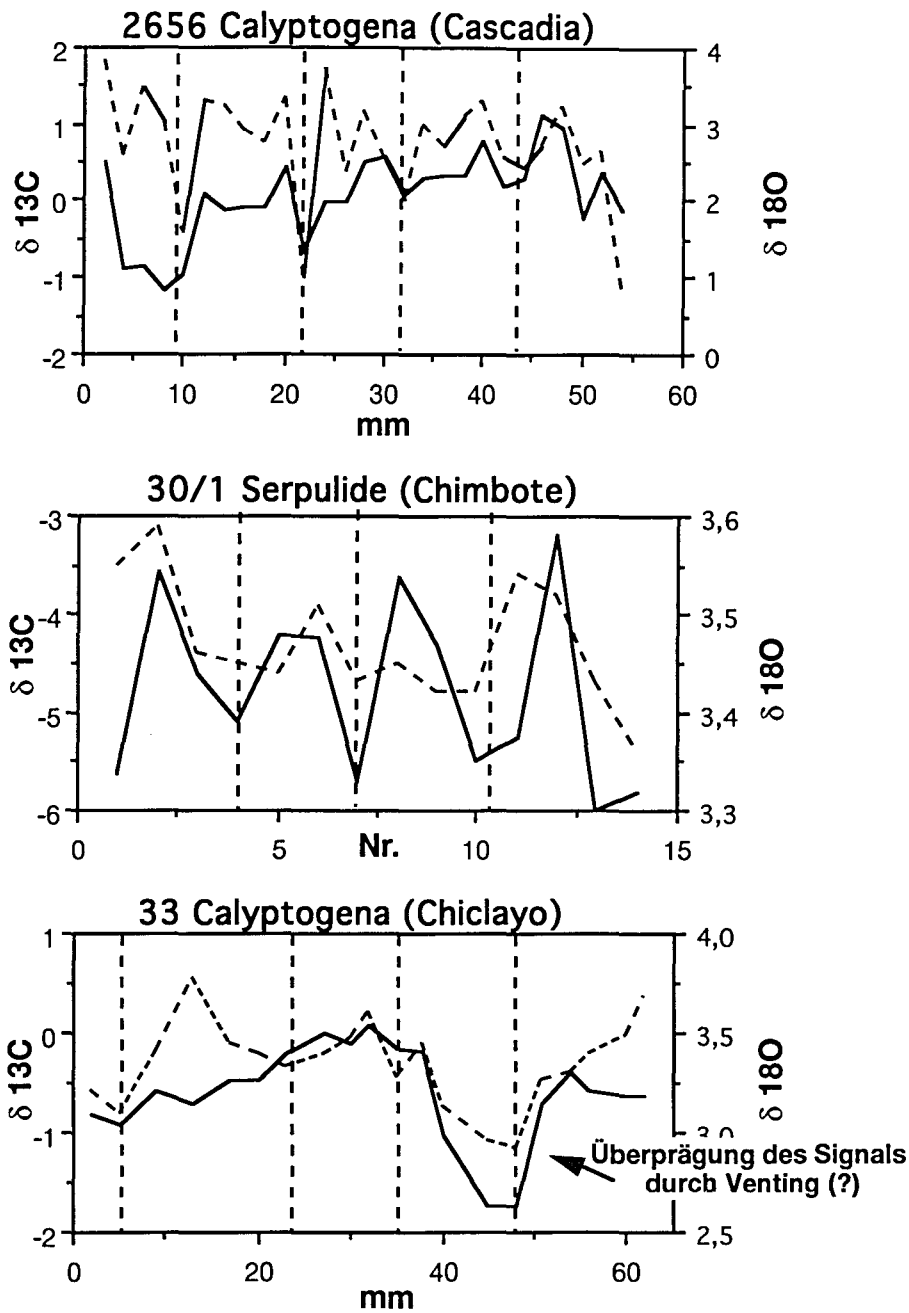 2656 Calyptogena (Cascadia)
2
1
0
-1
-2
δ 13C
4
3
2
1
0
δ 18O
0 10 20 30 40 50 60
mm
30/1 Serpulide (Chimbote)
-3
-4
-5
-6
δ 13C
3,6
3,5
3,4
3,3
δ 18O
0 5 10 15
Nr.
33 Calyptogena (Chiclayo)
1
0
-1
-2
δ 13C
4,0
3,5
3,0
2,5
δ 18O
Überprägung des Signals
durch Venting (?)
0 20 40 60
mm